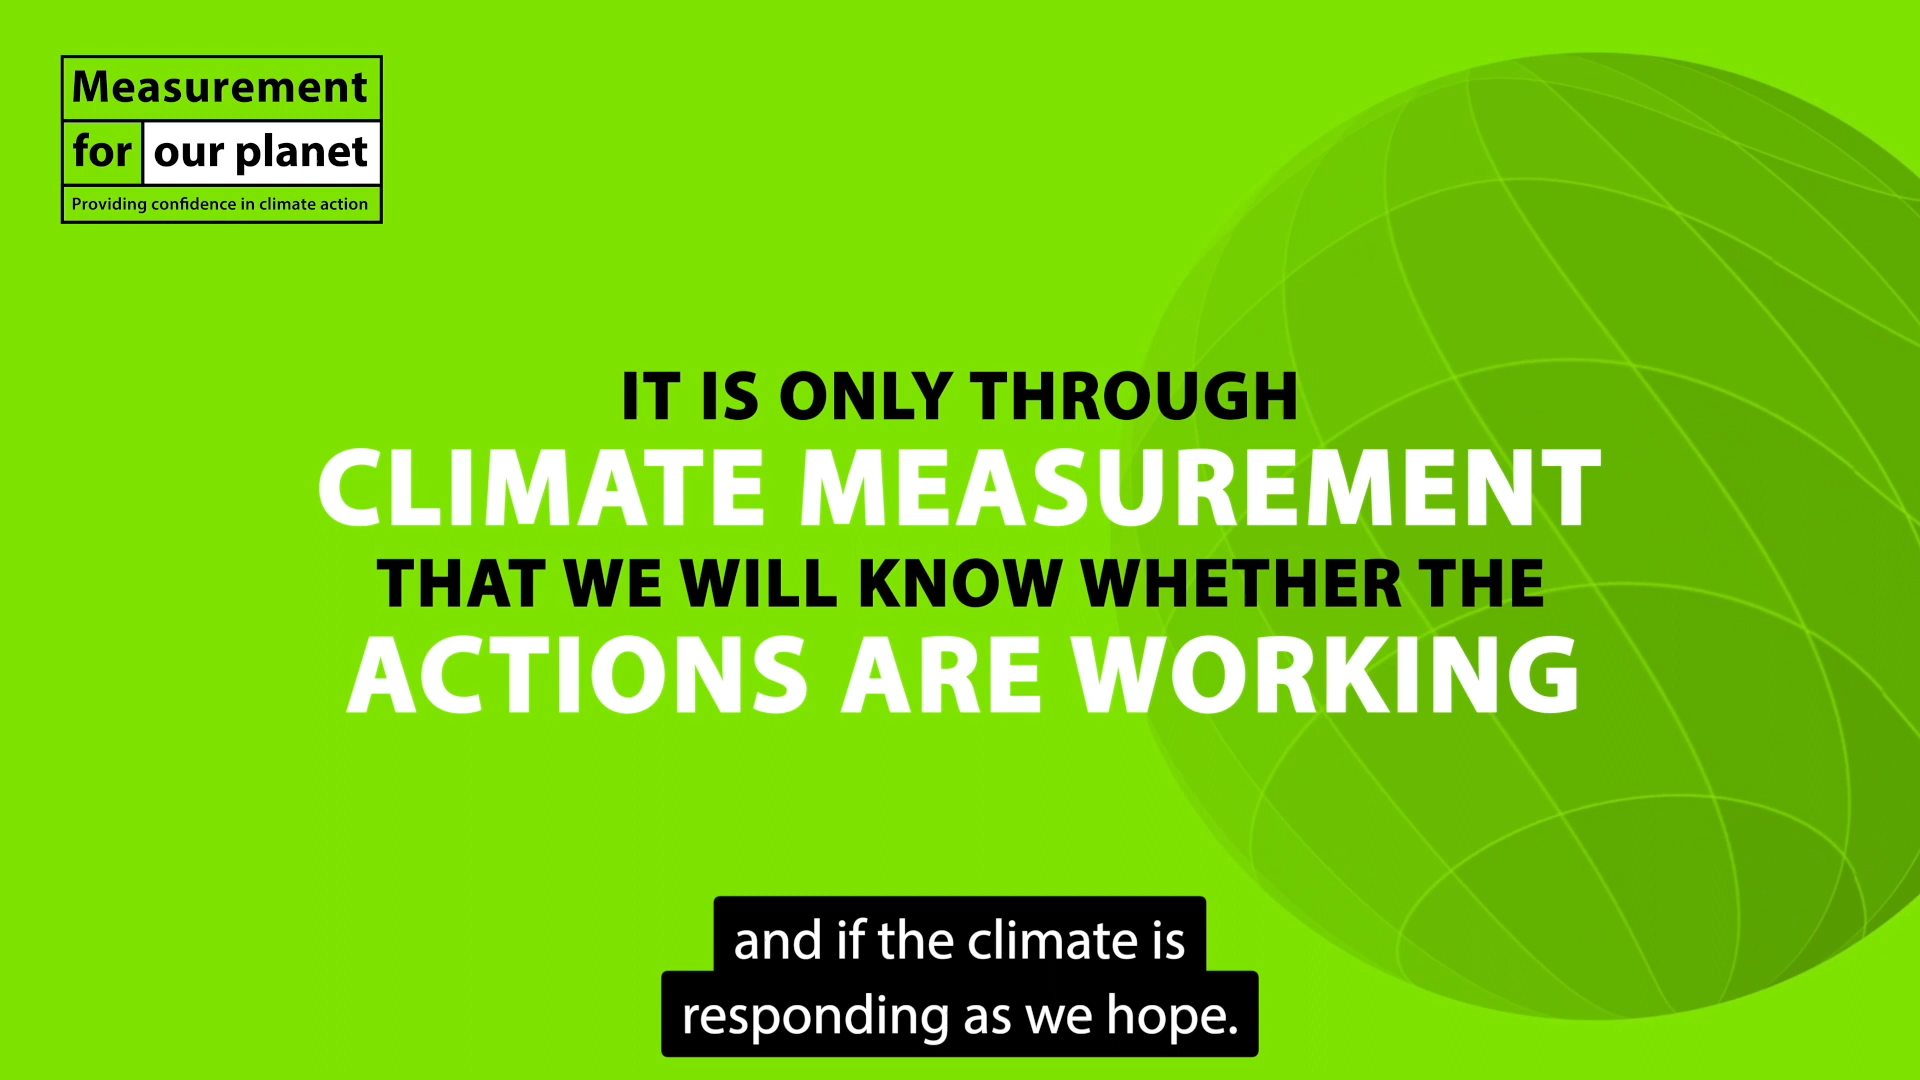 Measurement
for our planet
Providing confidence in climate action
IT IS ONLY THROUGH
CLIMATE MEASUREMENT
THAT WE WILL KNOW WHETHER THE
ACTIONS ARE WORKING
and if the climate is
responding as we hope.